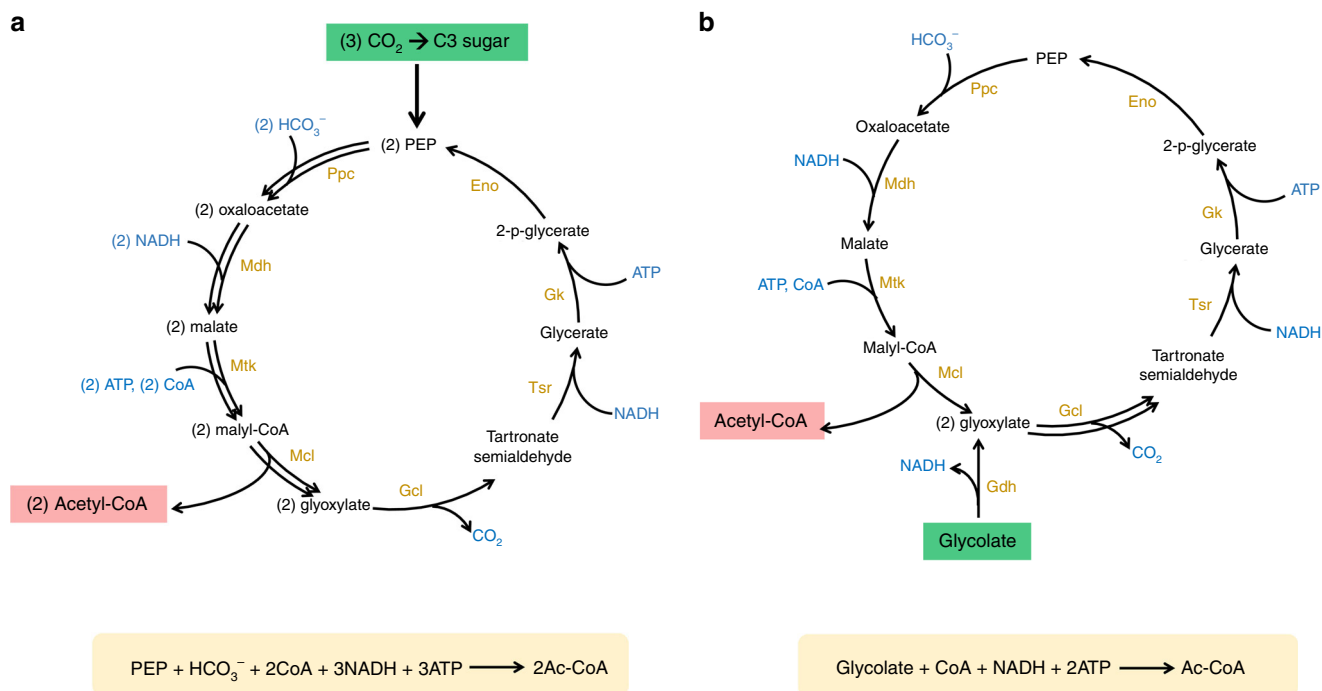 a
(3) CO₂ → C3 sugar
(2) HCO₃⁻
(2) PEP
Ppc
Eno
(2) oxaloacetate
2-p-glycerate
(2) NADH
Mdh
ATP
Gk
(2) malate
Glycerate
Mtk
(2) ATP, (2) CoA
Tsr
NADH
(2) malyl-CoA
Tartronate
semialdehyde
Mcl
(2) Acetyl-CoA
(2) glyoxylate
Gcl
CO₂
PEP + HCO₃⁻ + 2CoA + 3NADH + 3ATP ⟶ 2Ac-CoA
b
HCO₃⁻
PEP
Ppc
Eno
Oxaloacetate
2-p-glycerate
NADH
Mdh
ATP
Gk
Malate
Glycerate
ATP, CoA
Mtk
Tsr
NADH
Malyl-CoA
Tartronate
semialdehyde
Mcl
Acetyl-CoA
(2) glyoxylate
Gcl
CO₂
NADH
Gdh
Glycolate
Glycolate + CoA + NADH + 2ATP ⟶ Ac-CoA